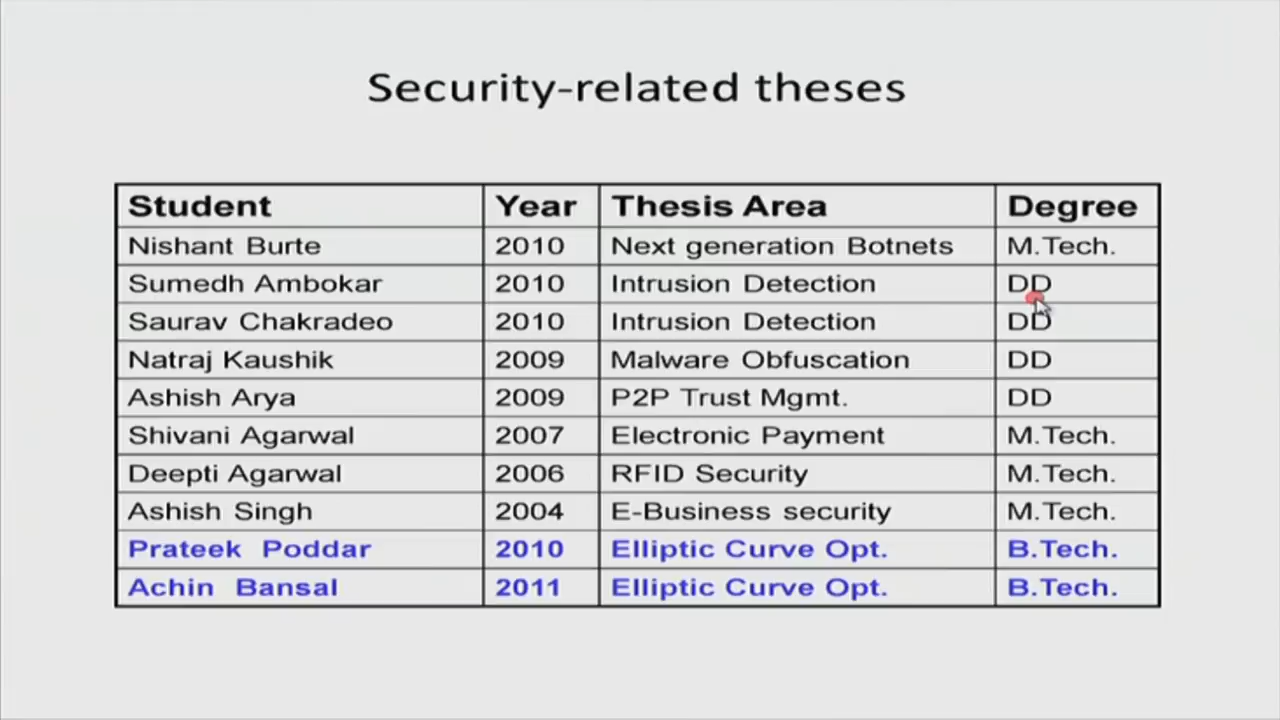 Security-related theses
Student Year Thesis Area Degree
Nishant Burte 2010 Next generation Botnets M.Tech.
Sumedh Ambokar 2010 Intrusion Detection DD
Saurav Chakradeo 2010 Intrusion Detection DD
Natraj Kaushik 2009 Malware Obfuscation DD
Ashish Arya 2009 P2P Trust Mgmt. DD
Shivani Agarwal 2007 Electronic Payment M.Tech.
Deepti Agarwal 2006 RFID Security M.Tech.
Ashish Singh 2004 E-Business security M.Tech.
Prateek Poddar 2010 Elliptic Curve Opt. B.Tech.
Achin Bansal 2011 Elliptic Curve Opt. B.Tech.